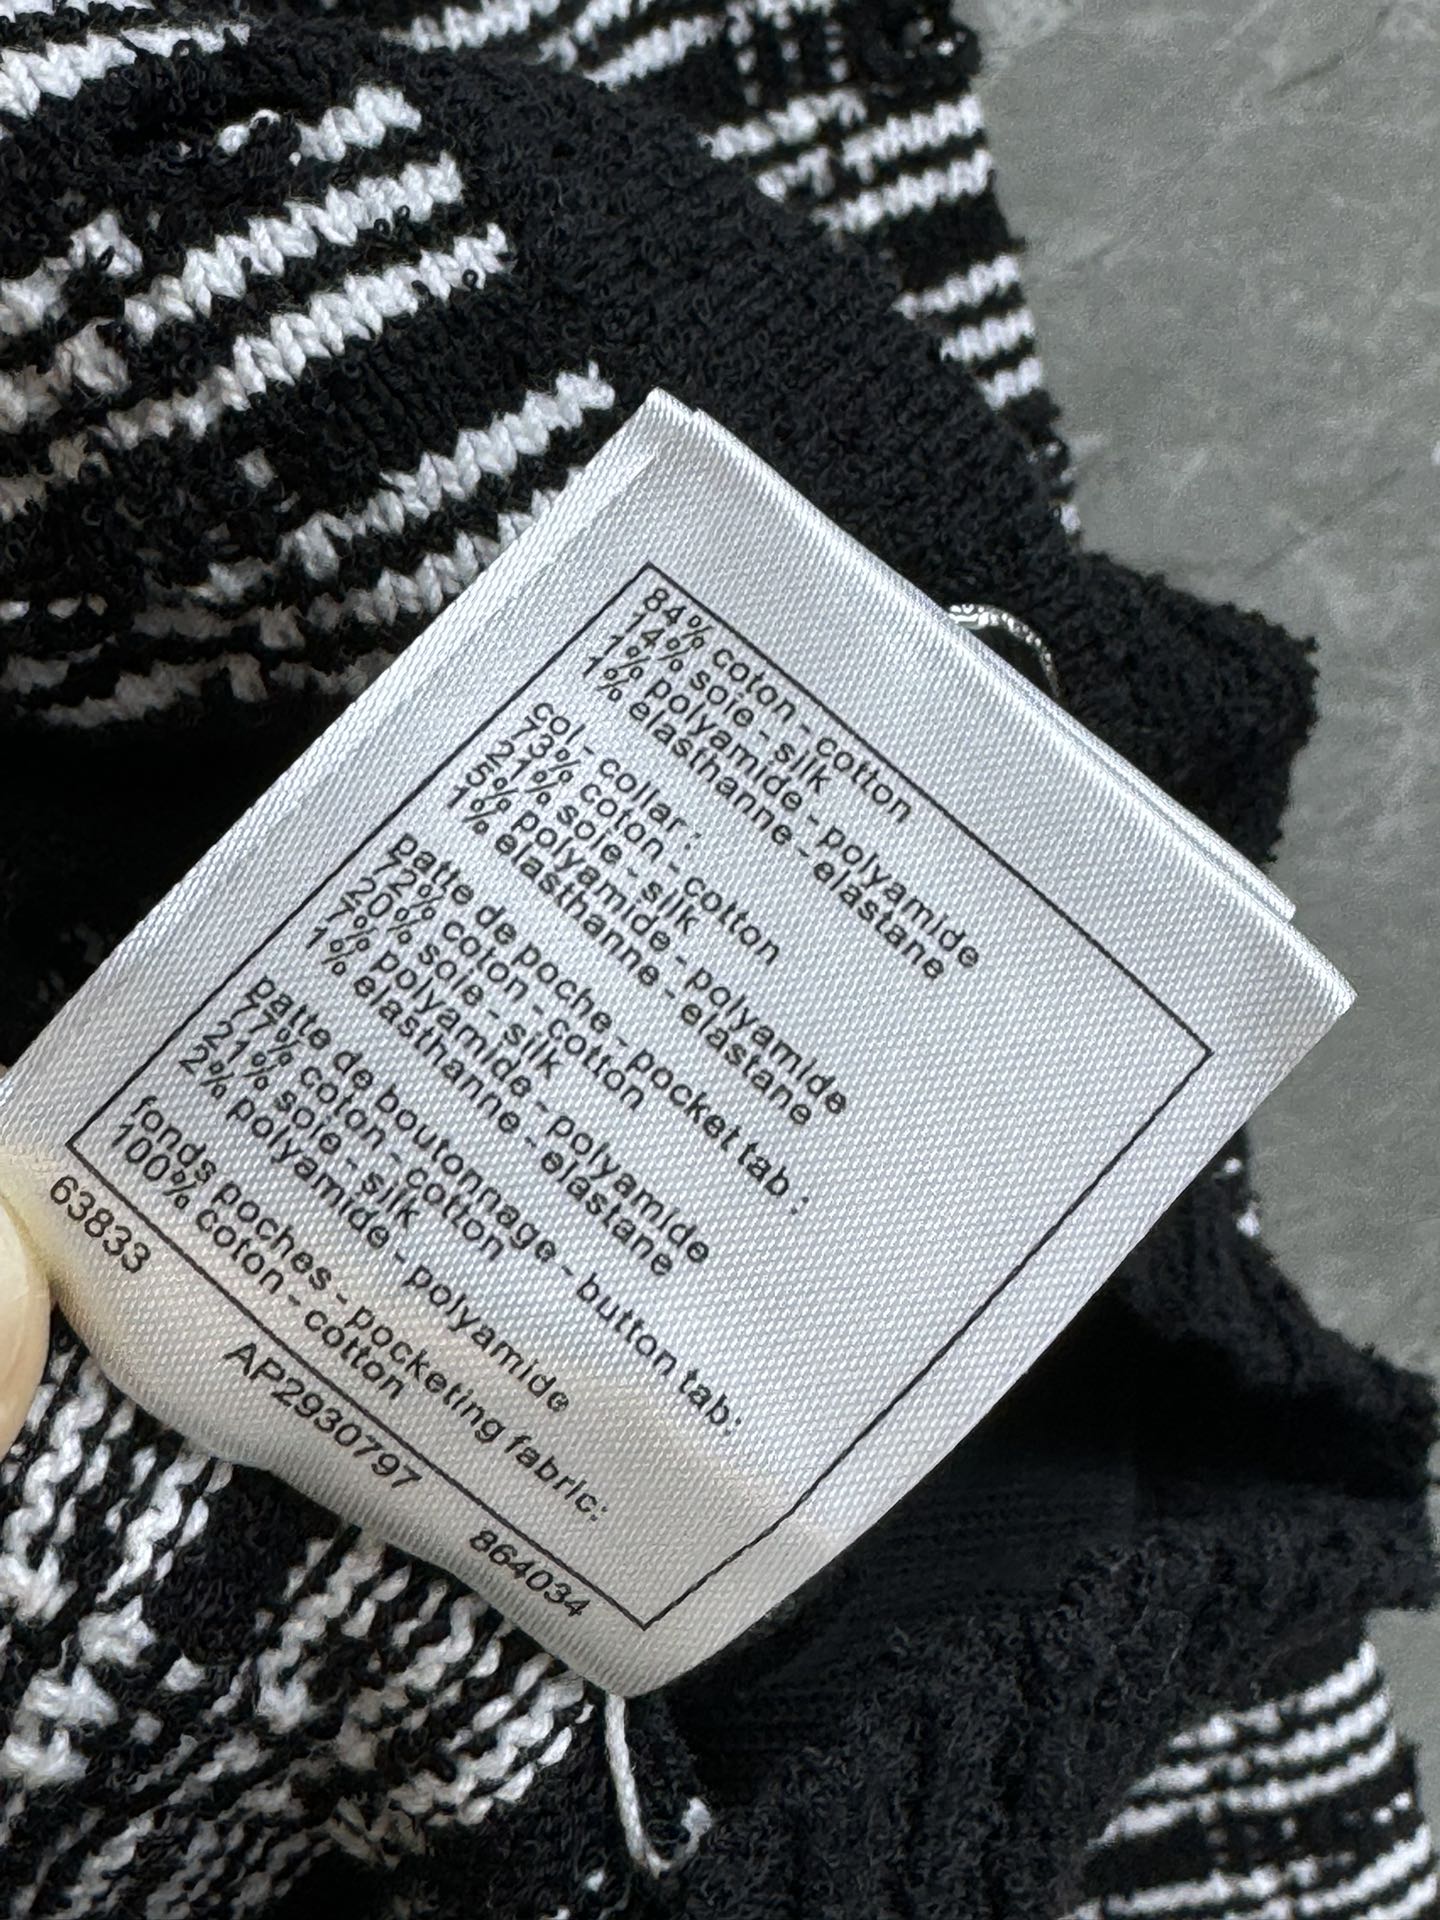 84% coton - cotton
14% soie - silk
1% polyamide - polyamide
1% elasthanne - elastane
col - collar :
73% coton - cotton
21% soie - silk
5% polyamide - polyamide
1% elasthanne - elastane
patte de poche - pocket tab :
72% coton - cotton
20% soie - silk
7% polyamide - polyamide
1% elasthanne - elastane
patte de boutonnage - button tab :
77% coton - cotton
21% soie - silk
2% polyamide - polyamide
fonds poches - pocketing fabric :
100% coton - cotton
63833 AP2930797 864034